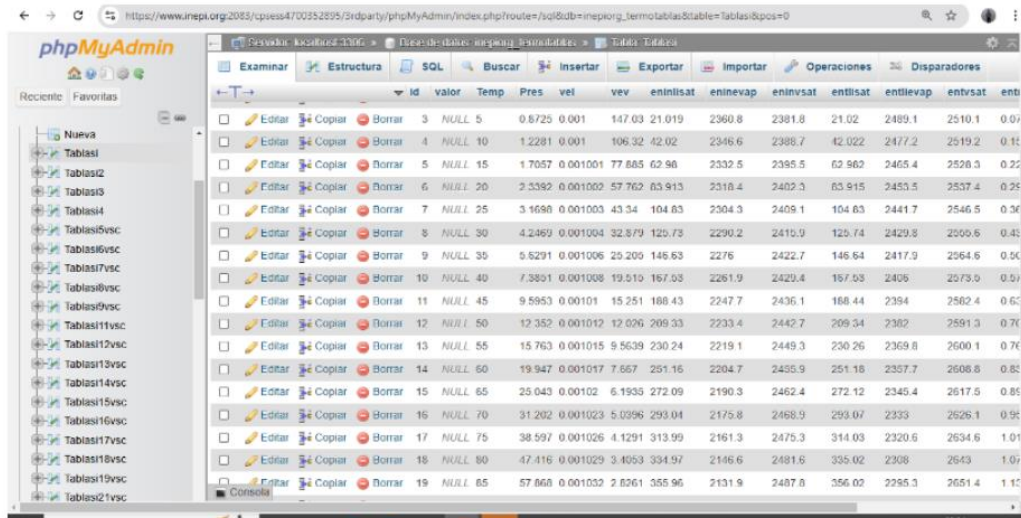 https://www.inepi.org:2083/cpsess4700352895/3rdparty/phpMyAdmin/index.php?route=/sql&db=inepiorg_termotablas&table=Tablasi&pos=0
phpMyAdmin
Reciente Favoritas
Nueva
Tablasi
Tablasi2
Tablasi3
Tablasi4
Tablasi5vsc
Tablasi6vsc
Tablasi7vsc
Tablasi8vsc
Tablasi9vsc
Tablasi11vsc
Tablasi12vsc
Tablasi13vsc
Tablasi14vsc
Tablasi15vsc
Tablasi16vsc
Tablasi17vsc
Tablasi18vsc
Tablasi19vsc
Tablasi21vsc
Servidor: localhost:3306 » Base de datos: inepiorg_termotablas » Tabla: Tablasi
Examinar Estructura SQL Buscar Insertar Exportar Importar Operaciones Disparadores
←T→ id valor Temp Pres vel vev eninlisat eninevap eninvsat entlisat entlievap entvsat
Editar Copiar Borrar 3 NULL 5 0.8725 0.001 147.03 21.019 2360.8 2381.8 21.02 2489.1 2510.1
Editar Copiar Borrar 4 NULL 10 1.2281 0.001 106.32 42.02 2346.6 2388.7 42.022 2477.2 2519.2
Editar Copiar Borrar 5 NULL 15 1.7057 0.001001 77.885 62.98 2332.5 2395.5 62.982 2465.4 2528.3
Editar Copiar Borrar 6 NULL 20 2.3392 0.001002 57.762 83.913 2318.4 2402.3 83.915 2453.5 2537.4
Editar Copiar Borrar 7 NULL 25 3.1698 0.001003 43.34 104.83 2304.3 2409.1 104.83 2441.7 2546.5
Editar Copiar Borrar 8 NULL 30 4.2469 0.001004 32.879 125.73 2290.2 2415.9 125.74 2429.8 2555.6
Editar Copiar Borrar 9 NULL 35 5.6291 0.001006 25.205 146.63 2276 2422.7 146.64 2417.9 2564.6
Editar Copiar Borrar 10 NULL 40 7.3851 0.001008 19.515 167.53 2261.9 2429.4 167.53 2406 2573.5
Editar Copiar Borrar 11 NULL 45 9.5953 0.00101 15.251 188.43 2247.7 2436.1 188.44 2394 2582.4
Editar Copiar Borrar 12 NULL 50 12.352 0.001012 12.026 209.33 2233.4 2442.7 209.34 2382 2591.3
Editar Copiar Borrar 13 NULL 55 15.763 0.001015 9.5639 230.24 2219.1 2449.3 230.26 2369.8 2600.1
Editar Copiar Borrar 14 NULL 60 19.947 0.001017 7.667 251.16 2204.7 2455.9 251.18 2357.7 2608.8
Editar Copiar Borrar 15 NULL 65 25.043 0.00102 6.1935 272.09 2190.3 2462.4 272.12 2345.4 2617.5
Editar Copiar Borrar 16 NULL 70 31.202 0.001023 5.0396 293.04 2175.8 2468.9 293.07 2333 2626.1
Editar Copiar Borrar 17 NULL 75 38.597 0.001026 4.1291 313.99 2161.3 2475.3 314.03 2320.6 2634.6
Editar Copiar Borrar 18 NULL 80 47.416 0.001029 3.4053 334.97 2146.6 2481.6 335.02 2308 2643
Editar Copiar Borrar 19 NULL 85 57.868 0.001032 2.8261 355.96 2131.9 2487.8 356.02 2295.3 2651.4
Consola